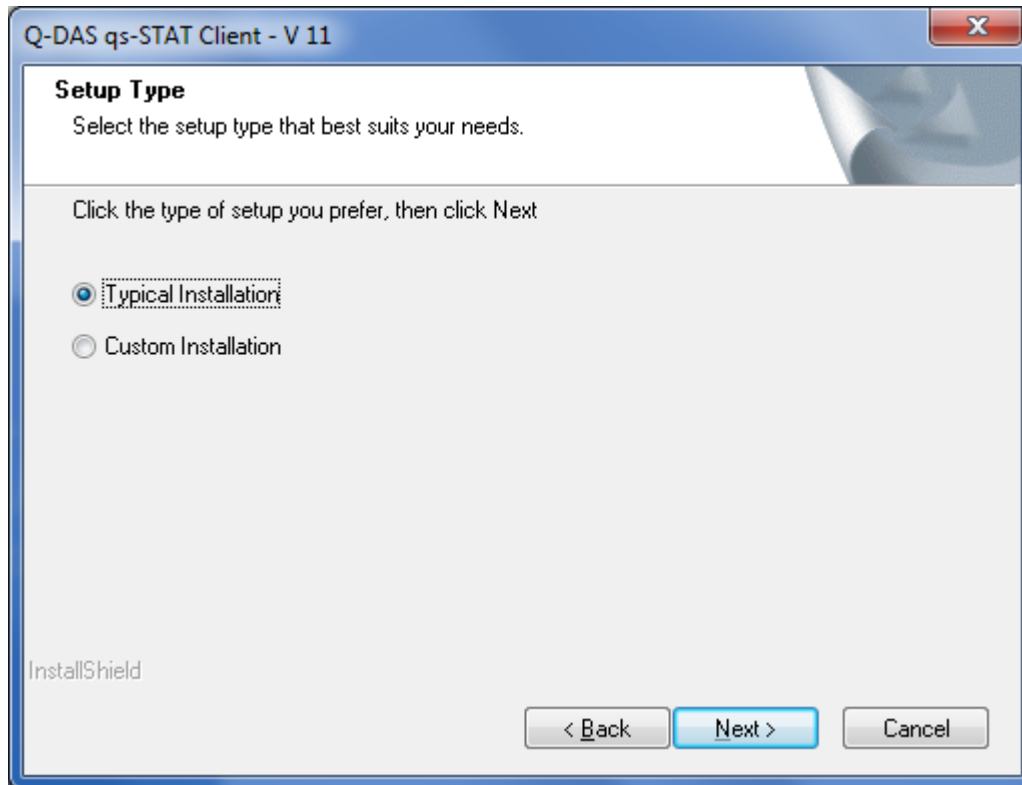 Q-DAS qs-STAT Client - V 11
Setup Type
Select the setup type that best suits your needs.
Click the type of setup you prefer, then click Next
Typical Installation
Custom Installation
InstallShield
< Back
Next >
Cancel